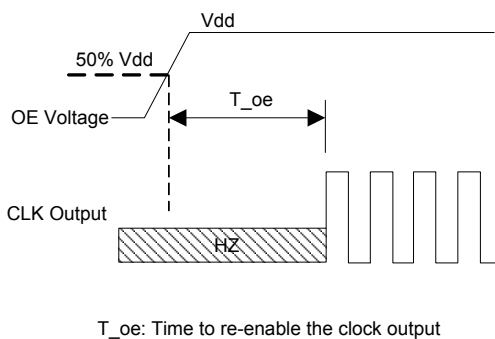 Vdd
50% Vdd
T_oe
OE Voltage
CLK Output
HZ
T_oe: Time to re-enable the clock output